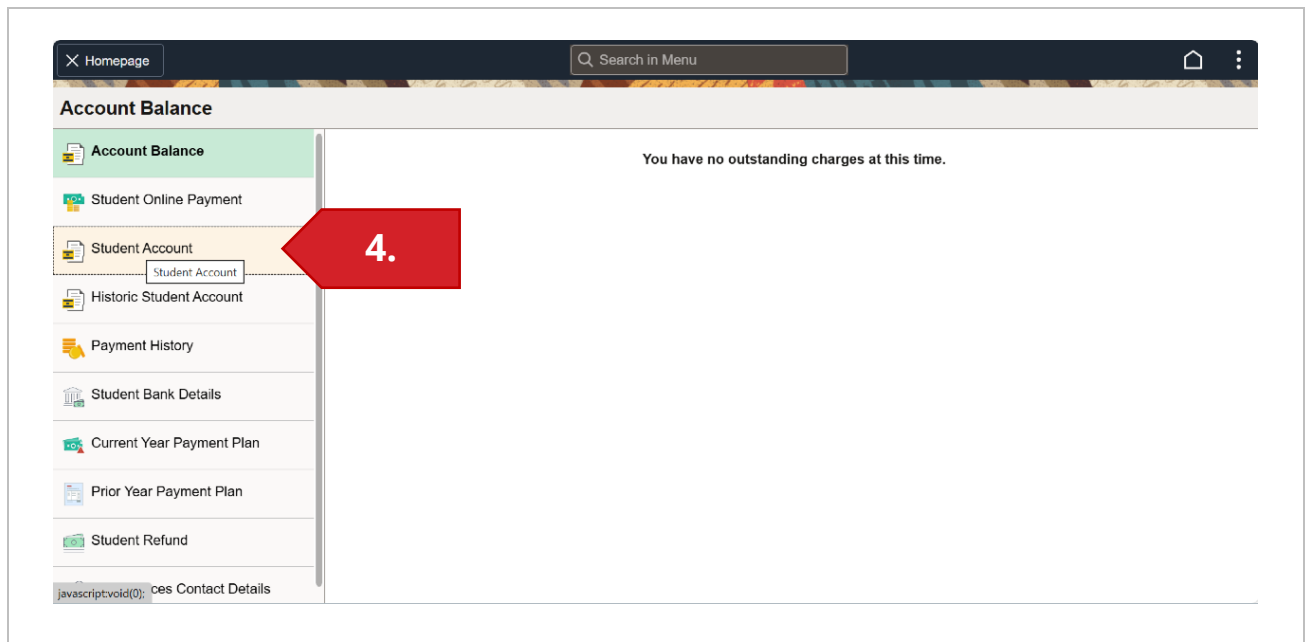 Homepage
Search in Menu
Account Balance
Account Balance
You have no outstanding charges at this time.
Student Online Payment
Student Account
4.
Student Account
Historic Student Account
Payment History
Student Bank Details
Current Year Payment Plan
Prior Year Payment Plan
Student Refund
javascript:void(0);
ces Contact Details